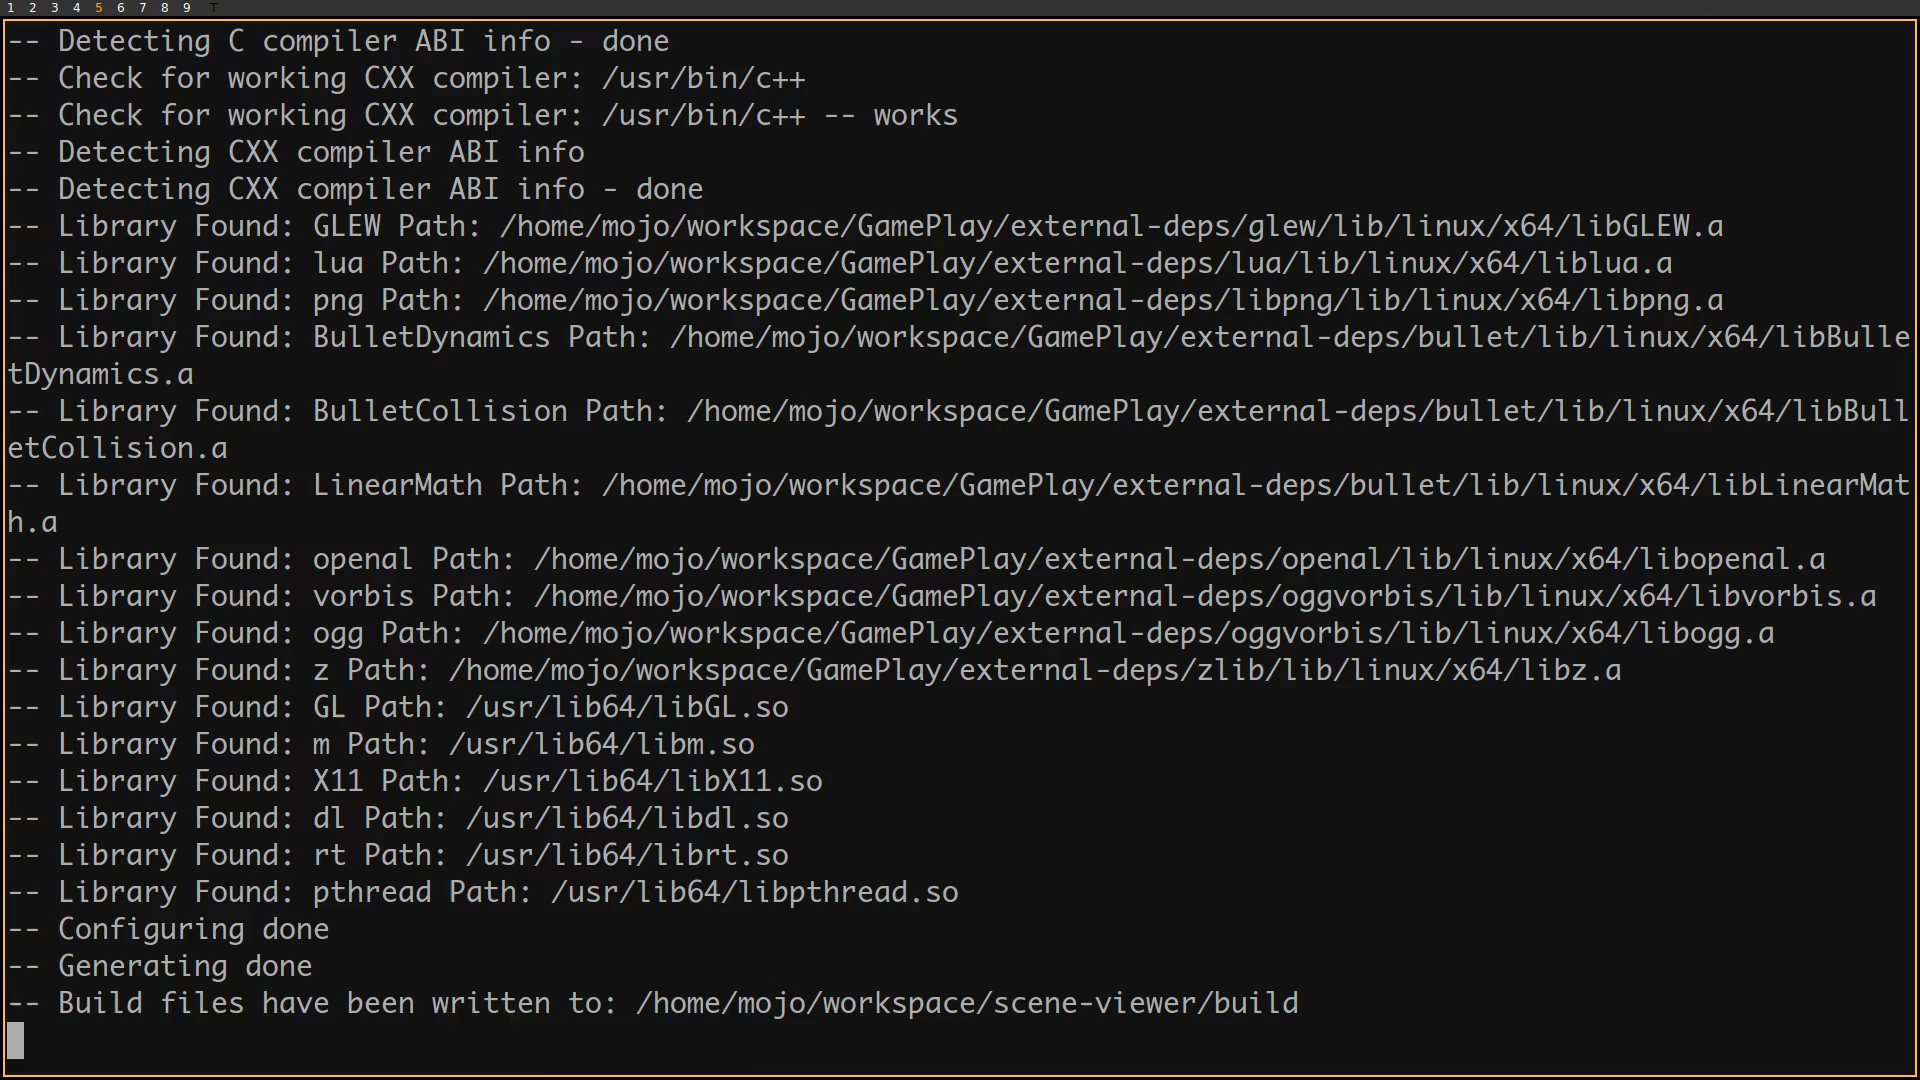 1 2 3 4 5 6 7 8 9 T
-- Detecting C compiler ABI info - done
-- Check for working CXX compiler: /usr/bin/c++
-- Check for working CXX compiler: /usr/bin/c++ -- works
-- Detecting CXX compiler ABI info
-- Detecting CXX compiler ABI info - done
-- Library Found: GLEW Path: /home/mojo/workspace/GamePlay/external-deps/glew/lib/linux/x64/libGLEW.a
-- Library Found: lua Path: /home/mojo/workspace/GamePlay/external-deps/lua/lib/linux/x64/liblua.a
-- Library Found: png Path: /home/mojo/workspace/GamePlay/external-deps/libpng/lib/linux/x64/libpng.a
-- Library Found: BulletDynamics Path: /home/mojo/workspace/GamePlay/external-deps/bullet/lib/linux/x64/libBulle
tDynamics.a
-- Library Found: BulletCollision Path: /home/mojo/workspace/GamePlay/external-deps/bullet/lib/linux/x64/libBull
etCollision.a
-- Library Found: LinearMath Path: /home/mojo/workspace/GamePlay/external-deps/bullet/lib/linux/x64/libLinearMat
h.a
-- Library Found: openal Path: /home/mojo/workspace/GamePlay/external-deps/openal/lib/linux/x64/libopenal.a
-- Library Found: vorbis Path: /home/mojo/workspace/GamePlay/external-deps/oggvorbis/lib/linux/x64/libvorbis.a
-- Library Found: ogg Path: /home/mojo/workspace/GamePlay/external-deps/oggvorbis/lib/linux/x64/libogg.a
-- Library Found: z Path: /home/mojo/workspace/GamePlay/external-deps/zlib/lib/linux/x64/libz.a
-- Library Found: GL Path: /usr/lib64/libGL.so
-- Library Found: m Path: /usr/lib64/libm.so
-- Library Found: X11 Path: /usr/lib64/libX11.so
-- Library Found: dl Path: /usr/lib64/libdl.so
-- Library Found: rt Path: /usr/lib64/librt.so
-- Library Found: pthread Path: /usr/lib64/libpthread.so
-- Configuring done
-- Generating done
-- Build files have been written to: /home/mojo/workspace/scene-viewer/build